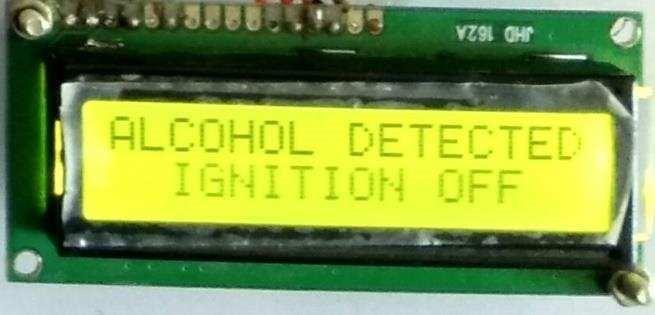 JHD 162A
ALCOHOL DETECTED
IGNITION OFF